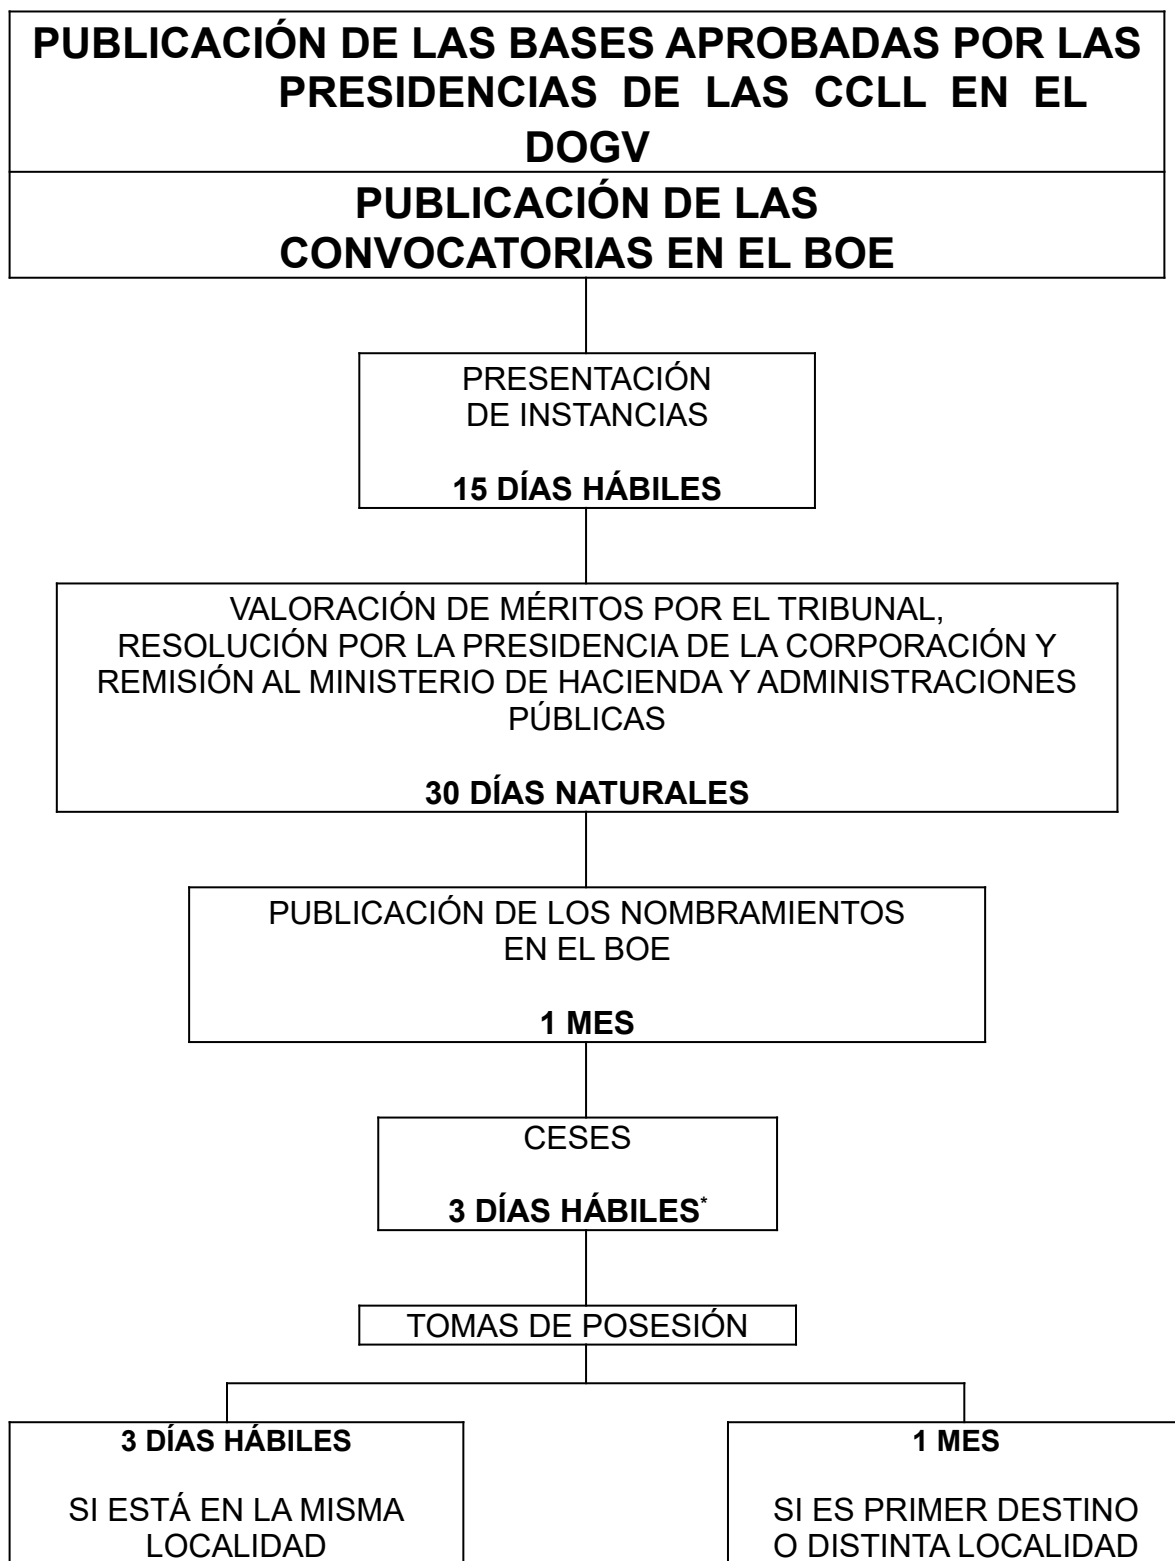 PUBLICACIÓN DE LAS BASES APROBADAS POR LAS
PRESIDENCIAS DE LAS CCLL EN EL
DOGV
PUBLICACIÓN DE LAS
CONVOCATORIAS EN EL BOE
PRESENTACIÓN
DE INSTANCIAS
15 DÍAS HÁBILES
VALORACIÓN DE MÉRITOS POR EL TRIBUNAL,
RESOLUCIÓN POR LA PRESIDENCIA DE LA CORPORACIÓN Y
REMISIÓN AL MINISTERIO DE HACIENDA Y ADMINISTRACIONES
PÚBLICAS
30 DÍAS NATURALES
PUBLICACIÓN DE LOS NOMBRAMIENTOS
EN EL BOE
1 MES
CESES
3 DÍAS HÁBILES*
TOMAS DE POSESIÓN
3 DÍAS HÁBILES
SI ESTÁ EN LA MISMA
LOCALIDAD
1 MES
SI ES PRIMER DESTINO
O DISTINTA LOCALIDAD